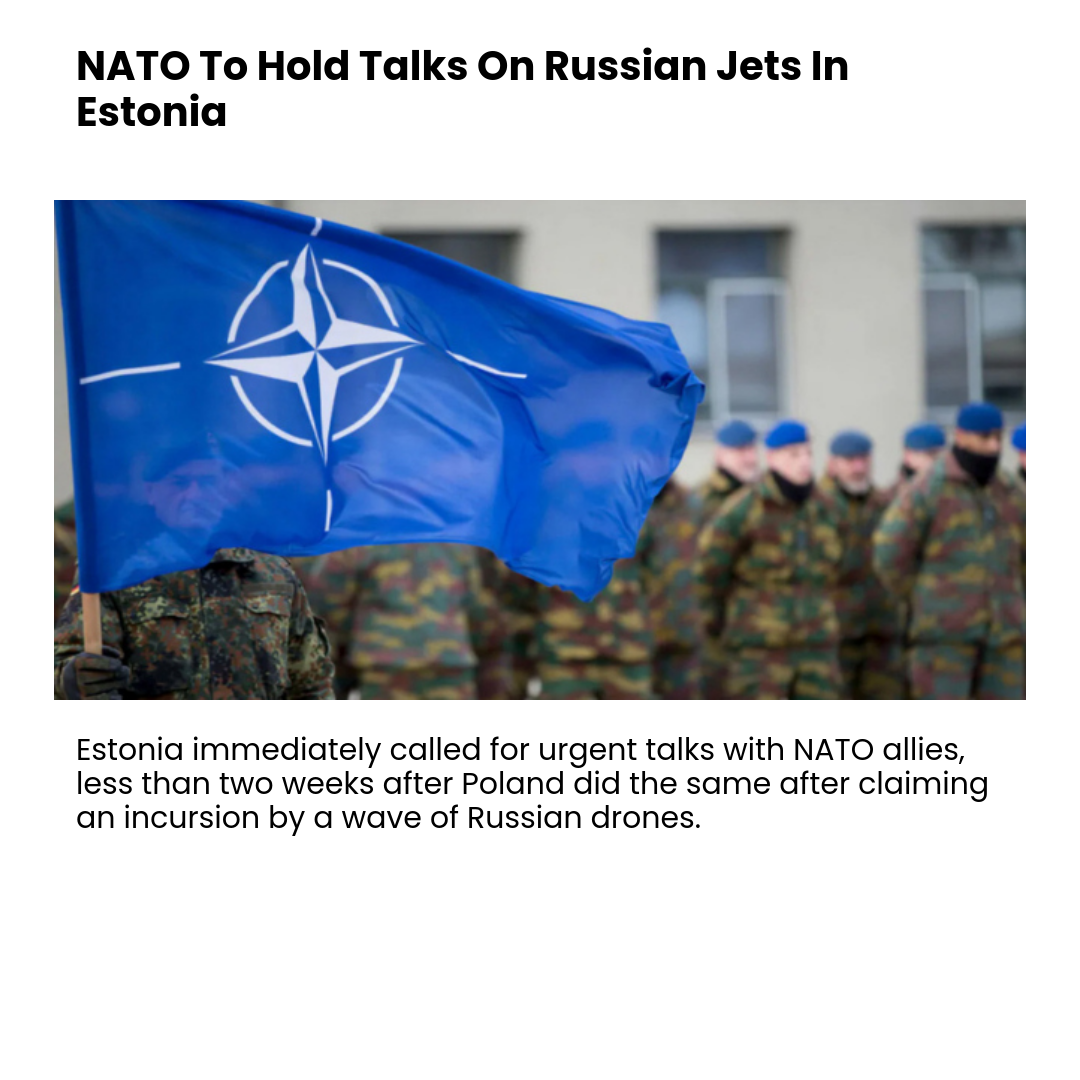 NATO To Hold Talks On Russian Jets In
Estonia
Estonia immediately called for urgent talks with NATO allies,
less than two weeks after Poland did the same after claiming
an incursion by a wave of Russian drones.